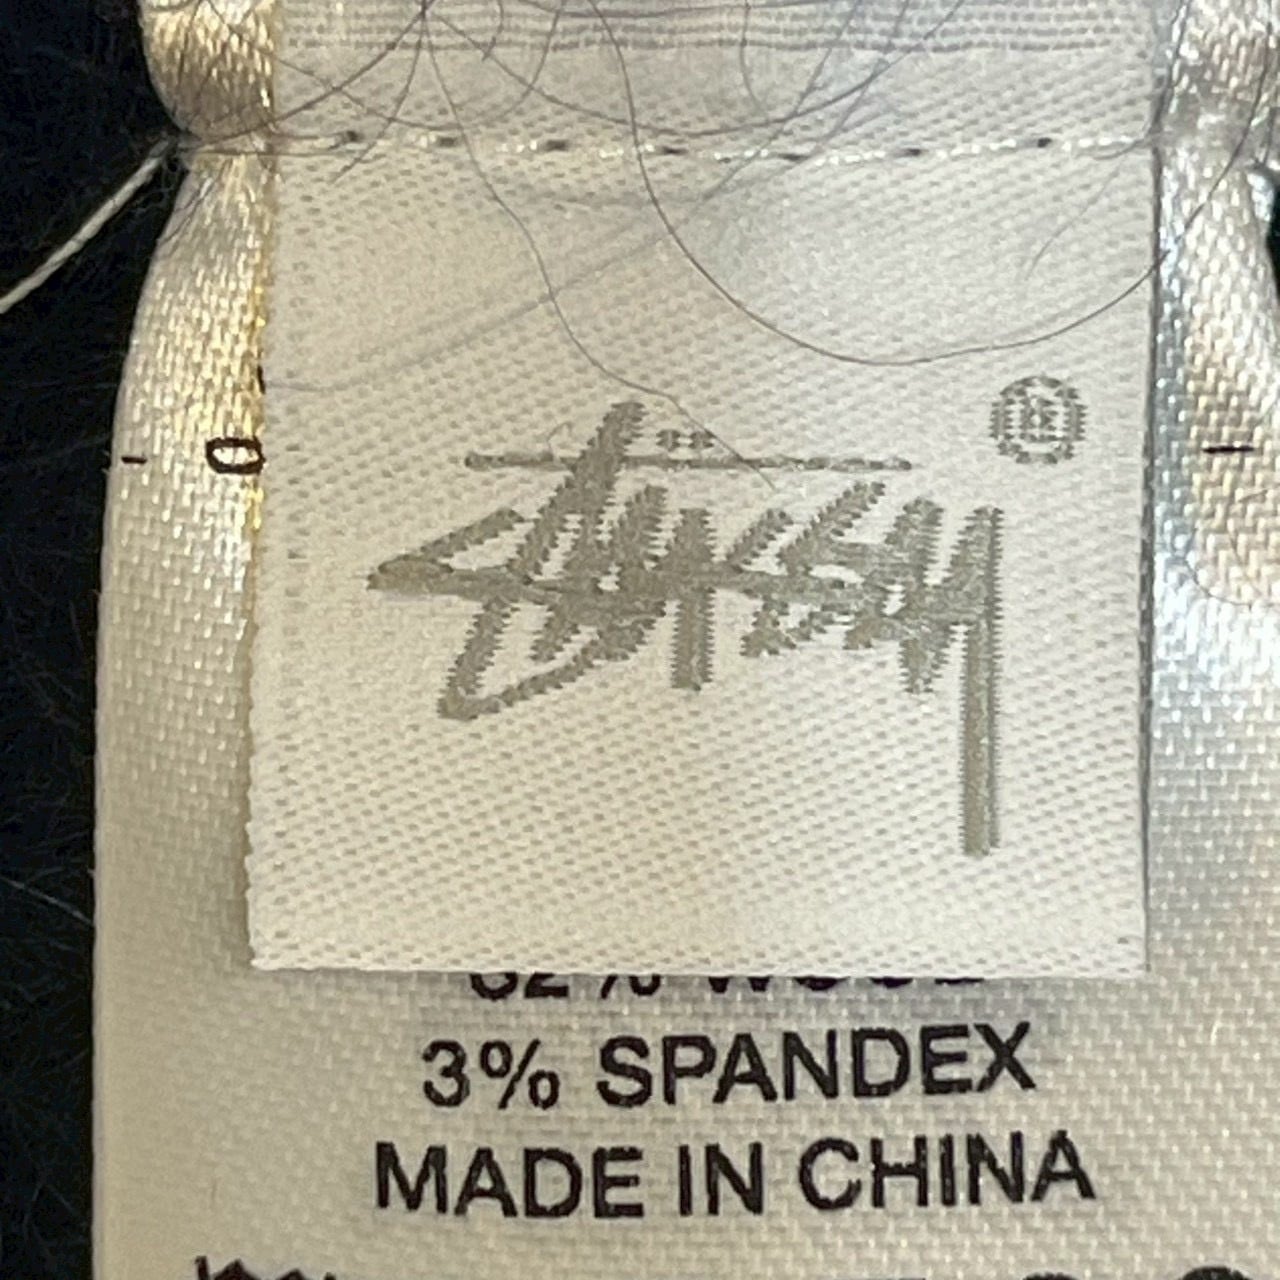 STÜSSY ®
3% SPANDEX
MADE IN CHINA